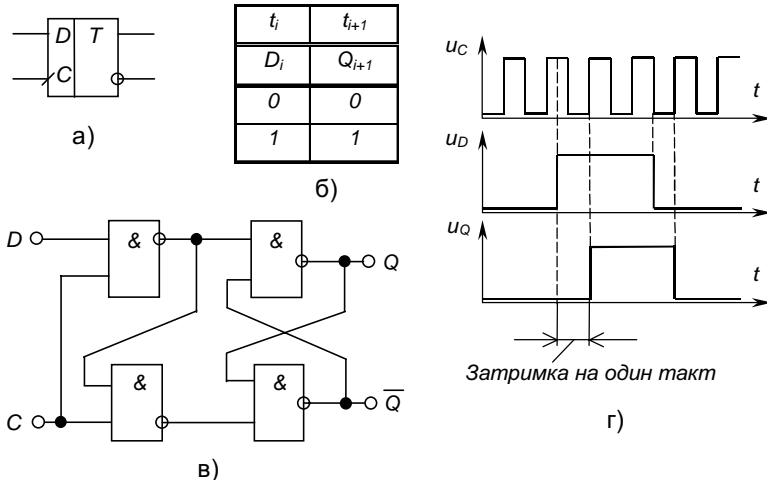 D T
C
а)
t_i t_{i+1}
D_i Q_{i+1}
0 0
1 1
б)
D & & Q
C & & Q̅
в)
u_C
t
u_D
t
u_Q
t
Затримка на один такт
г)